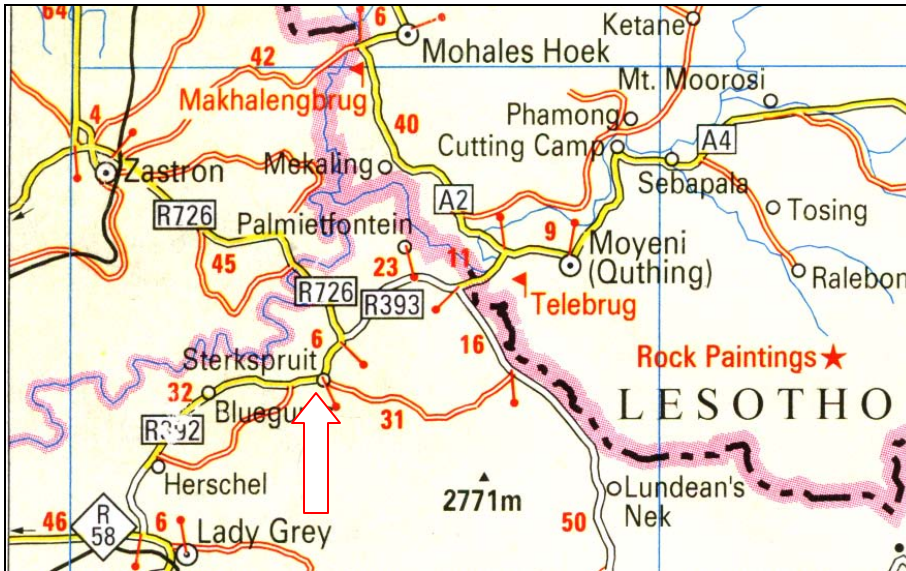 64
6
Ketane
Mohales Hoek
42
Mt. Moorosi
Makhalengbrug
4
40
Phamong
Cutting Camp
A4
Zastron
Mekaling
Sebapala
R726
A2
Palmietfontein
9
Tosing
45
23
11
Moyeni
(Quthing)
Ralebon
R726
R393
Telebrug
6
16
Sterkspruit
Rock Paintings
32
31
Bluegu
LESOTHO
R392
Herschel
2771m
Lundean's
Nek
46
R
58
6
Lady Grey
50